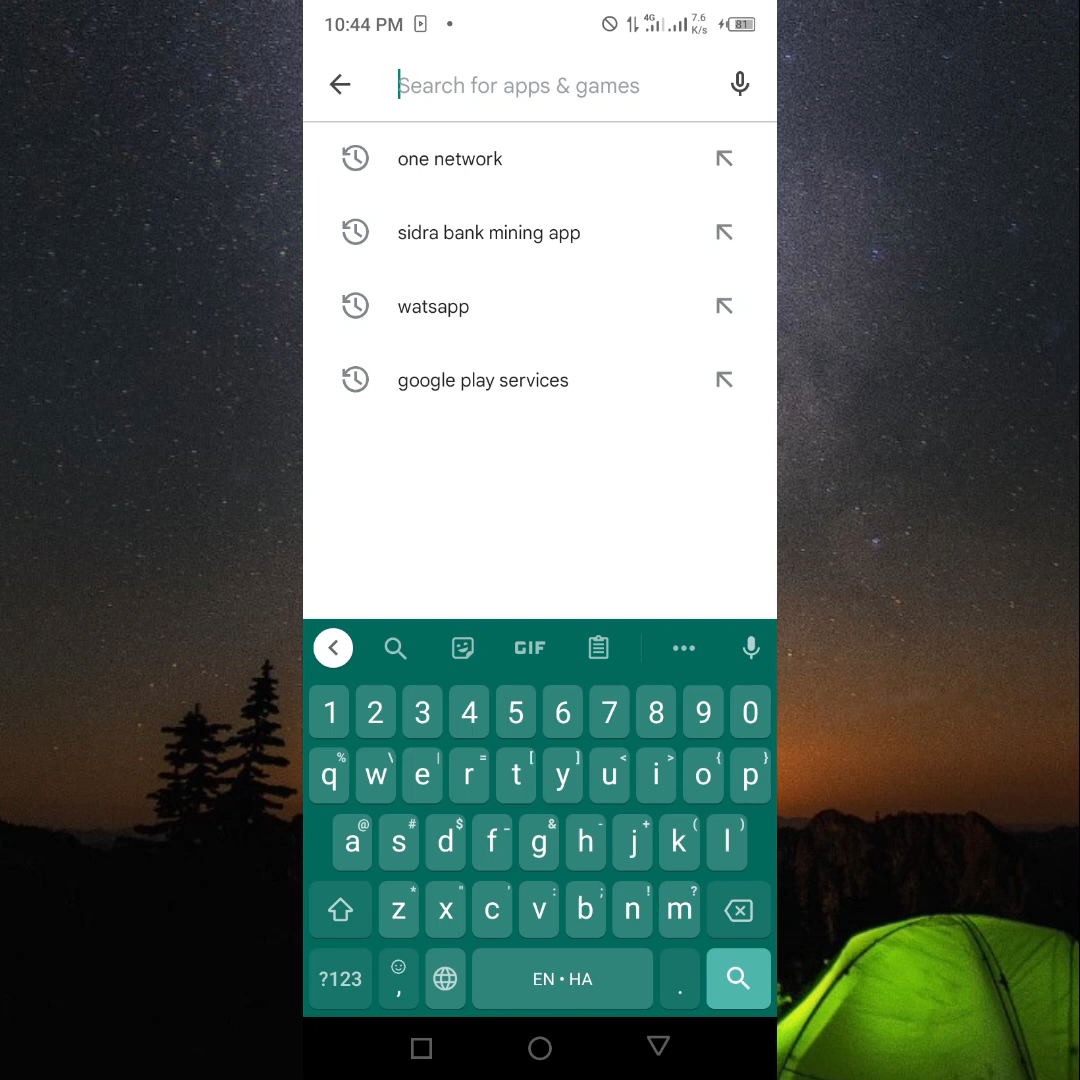 10:44 PM 4G 7.6 K/s 81
Search for apps & games
one network
sidra bank mining app
watsapp
google play services
GIF
1 2 3 4 5 6 7 8 9 0
% \ | = [ ] < > { }
q w e r t y u i o p
@ # $ _ & - + ( )
a s d f g h j k l
* " ' : ; ! ?
z x c v b n m
?123 , EN • HA .